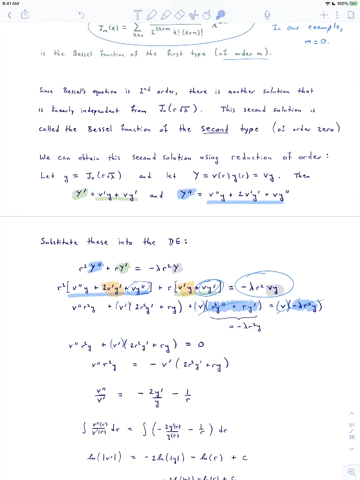 9:41 AM
100%
J_m(x) = Σ
2^{2k+m} k!(k+m)!
In our example, m=0.
is the Bessel function of the first type (of order m).
Since Bessel's equation is 2nd order, there is another solution that
is linearly independent from J₀(r√λ). This second solution is
called the Bessel function of the second type (of order zero)
We can obtain this second solution using reduction of order:
Let y = J₀(r√λ) and let Y = v(r)y(r) = vy. Then
Y' = v'y + vy' and Y'' = v''y + 2v'y' + vy''
Substitute these into the DE:
r²Y'' + rY' = -λr²Y
r²[v''y + 2v'y' + vy''] + r[v'y + vy'] = -λr²vy
v''r²y + (v')(2r²y' + ry) + (v)(r²y'' + ry') = (v)(-λr²y)
= -λr²y
v''r²y + (v')(2r²y' + ry) = 0
v''r²y = -v'(2r²y' + ry)
v''/v' = -2y'/y - 1/r
∫ v''(r)/v'(r) dr = ∫ (-2y'(r)/y(r) - 1/r) dr
ln(|v'|) = -2ln(|y|) - ln(r) + c